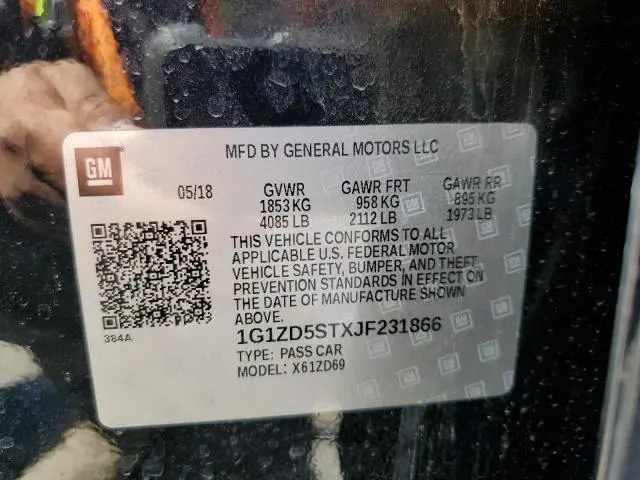 MFD BY GENERAL MOTORS LLC
GM
05/18 GVWR GAWR FRT GAWR RR
1853 KG 958 KG 895 KG
4085 LB 2112 LB 1973 LB
THIS VEHICLE CONFORMS TO ALL
APPLICABLE U.S. FEDERAL MOTOR
VEHICLE SAFETY, BUMPER, AND THEFT
PREVENTION STANDARDS IN EFFECT ON
THE DATE OF MANUFACTURE SHOWN
ABOVE.
384A
1G1ZD5STXJF231866
TYPE: PASS CAR
MODEL: X61ZD69